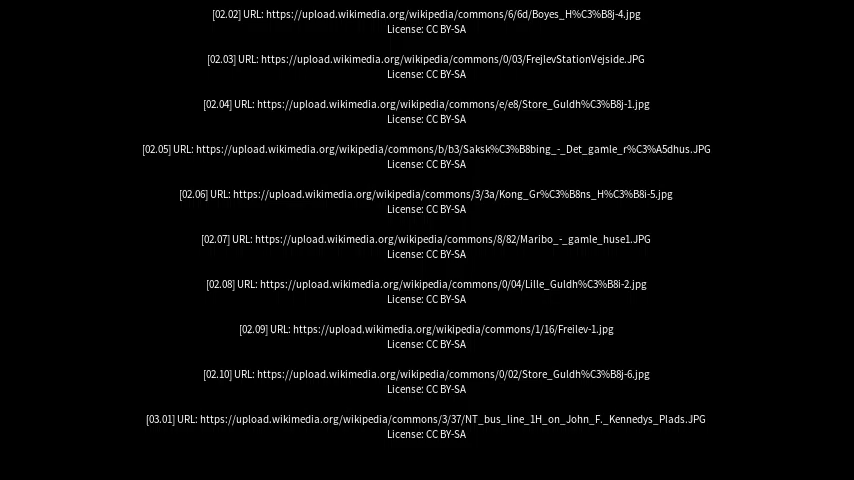 [02.02] URL: https://upload.wikimedia.org/wikipedia/commons/6/6d/Boyes_H%C3%B8j-4.jpg
License: CC BY-SA
[02.03] URL: https://upload.wikimedia.org/wikipedia/commons/0/03/FrejlevStationVejside.JPG
License: CC BY-SA
[02.04] URL: https://upload.wikimedia.org/wikipedia/commons/e/e8/Store_Guldh%C3%B8j-1.jpg
License: CC BY-SA
[02.05] URL: https://upload.wikimedia.org/wikipedia/commons/b/b3/Saksk%C3%B8bing_-_Det_gamle_r%C3%A5dhus.JPG
License: CC BY-SA
[02.06] URL: https://upload.wikimedia.org/wikipedia/commons/3/3a/Kong_Gr%C3%B8ns_H%C3%B8i-5.jpg
License: CC BY-SA
[02.07] URL: https://upload.wikimedia.org/wikipedia/commons/8/82/Maribo_-_gamle_huse1.JPG
License: CC BY-SA
[02.08] URL: https://upload.wikimedia.org/wikipedia/commons/0/04/Lille_Guldh%C3%B8i-2.jpg
License: CC BY-SA
[02.09] URL: https://upload.wikimedia.org/wikipedia/commons/1/16/Freilev-1.jpg
License: CC BY-SA
[02.10] URL: https://upload.wikimedia.org/wikipedia/commons/0/02/Store_Guldh%C3%B8j-6.jpg
License: CC BY-SA
[03.01] URL: https://upload.wikimedia.org/wikipedia/commons/3/37/NT_bus_line_1H_on_John_F._Kennedys_Plads.JPG
License: CC BY-SA